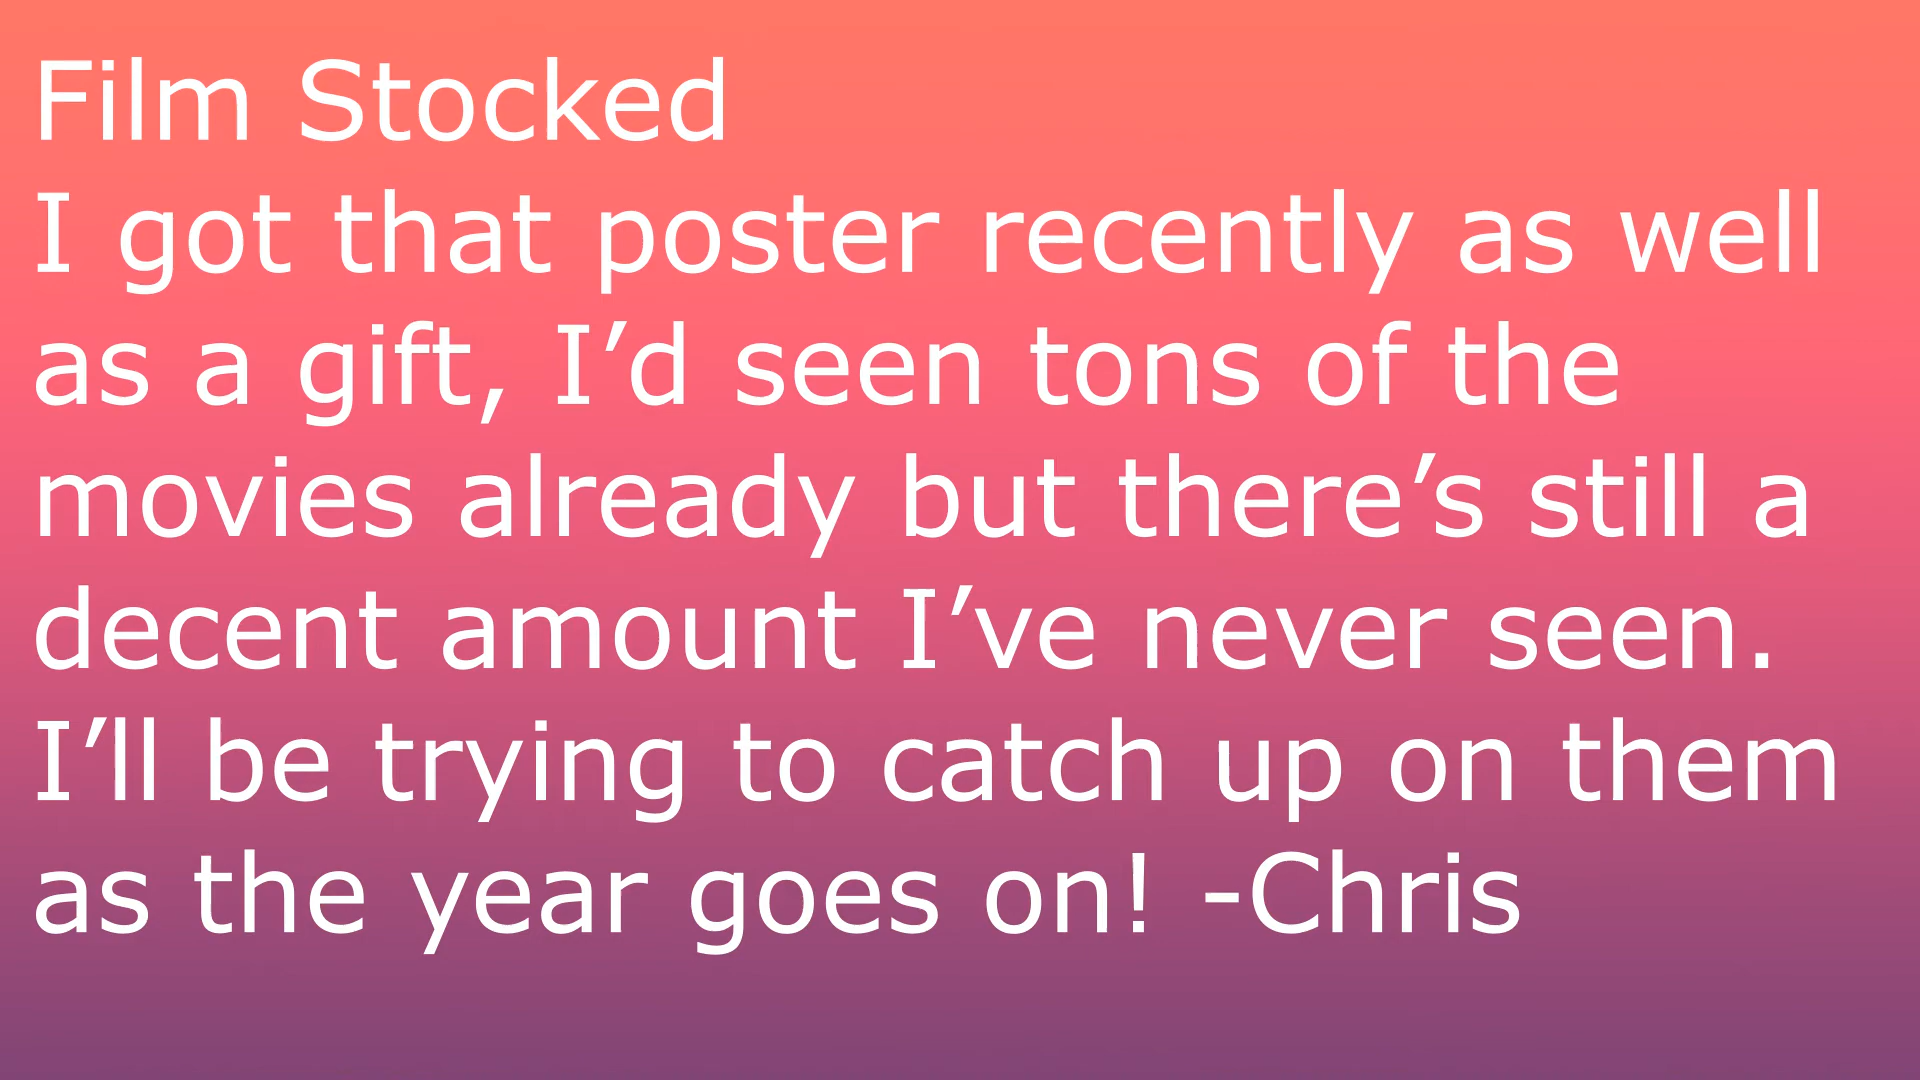 Film Stocked
I got that poster recently as well
as a gift, I’d seen tons of the
movies already but there’s still a
decent amount I’ve never seen.
I’ll be trying to catch up on them
as the year goes on! -Chris